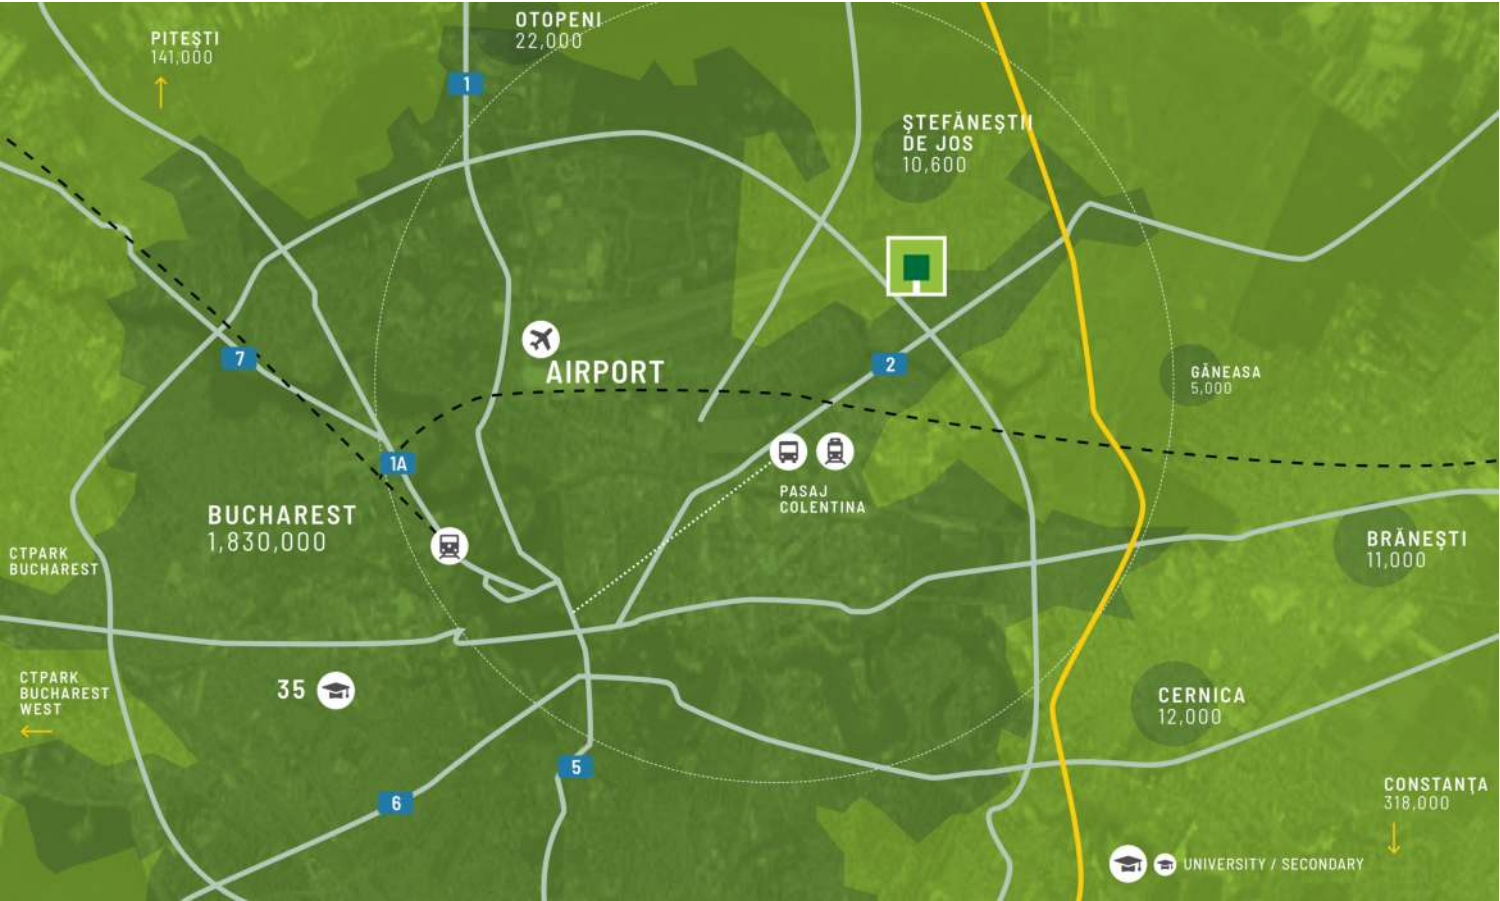 OTOPENI
22,000
PITEȘTI
141,000
1
ȘTEFĂNEȘTII
DE JOS
10,600
AIRPORT
7
2
GĂNEASA
5,000
1A
PASAJ
COLENTINA
BUCHAREST
1,830,000
BRĂNEȘTI
11,000
CTPARK
BUCHAREST
CTPARK
BUCHAREST
WEST
35
CERNICA
12,000
5
6
CONSTANȚA
318,000
UNIVERSITY / SECONDARY